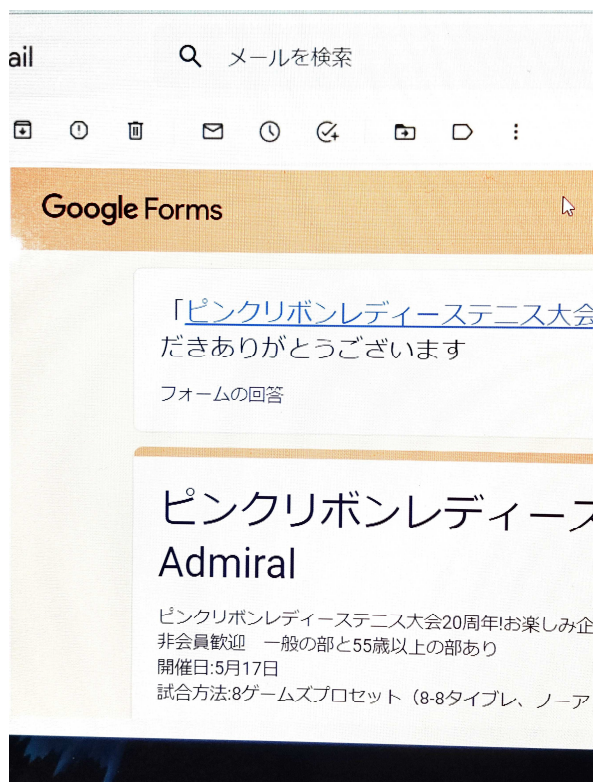 ail
メールを検索
Google Forms
「ピンクリボンレディーステニス大会
だきありがとうございます
フォームの回答
ピンクリボンレディース
Admiral
ピンクリボンレディーステニス大会20周年!お楽しみ企
非会員歓迎　一般の部と55歳以上の部あり
開催日:5月17日
試合方法:8ゲームズプロセット（8-8タイブレ、ノーア